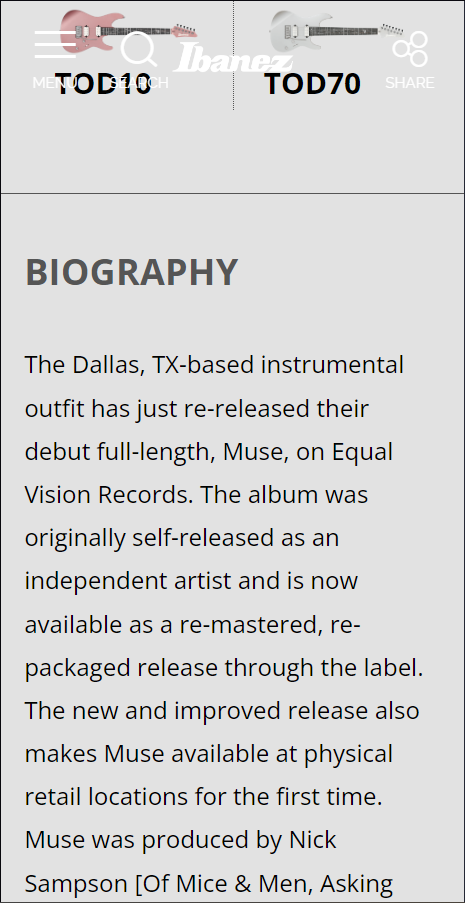 MENU
SEARCH
Ibanez
SHARE
TOD10
TOD70
BIOGRAPHY
The Dallas, TX-based instrumental
outfit has just re-released their
debut full-length, Muse, on Equal
Vision Records. The album was
originally self-released as an
independent artist and is now
available as a re-mastered, re-
packaged release through the label.
The new and improved release also
makes Muse available at physical
retail locations for the first time.
Muse was produced by Nick
Sampson [Of Mice & Men, Asking